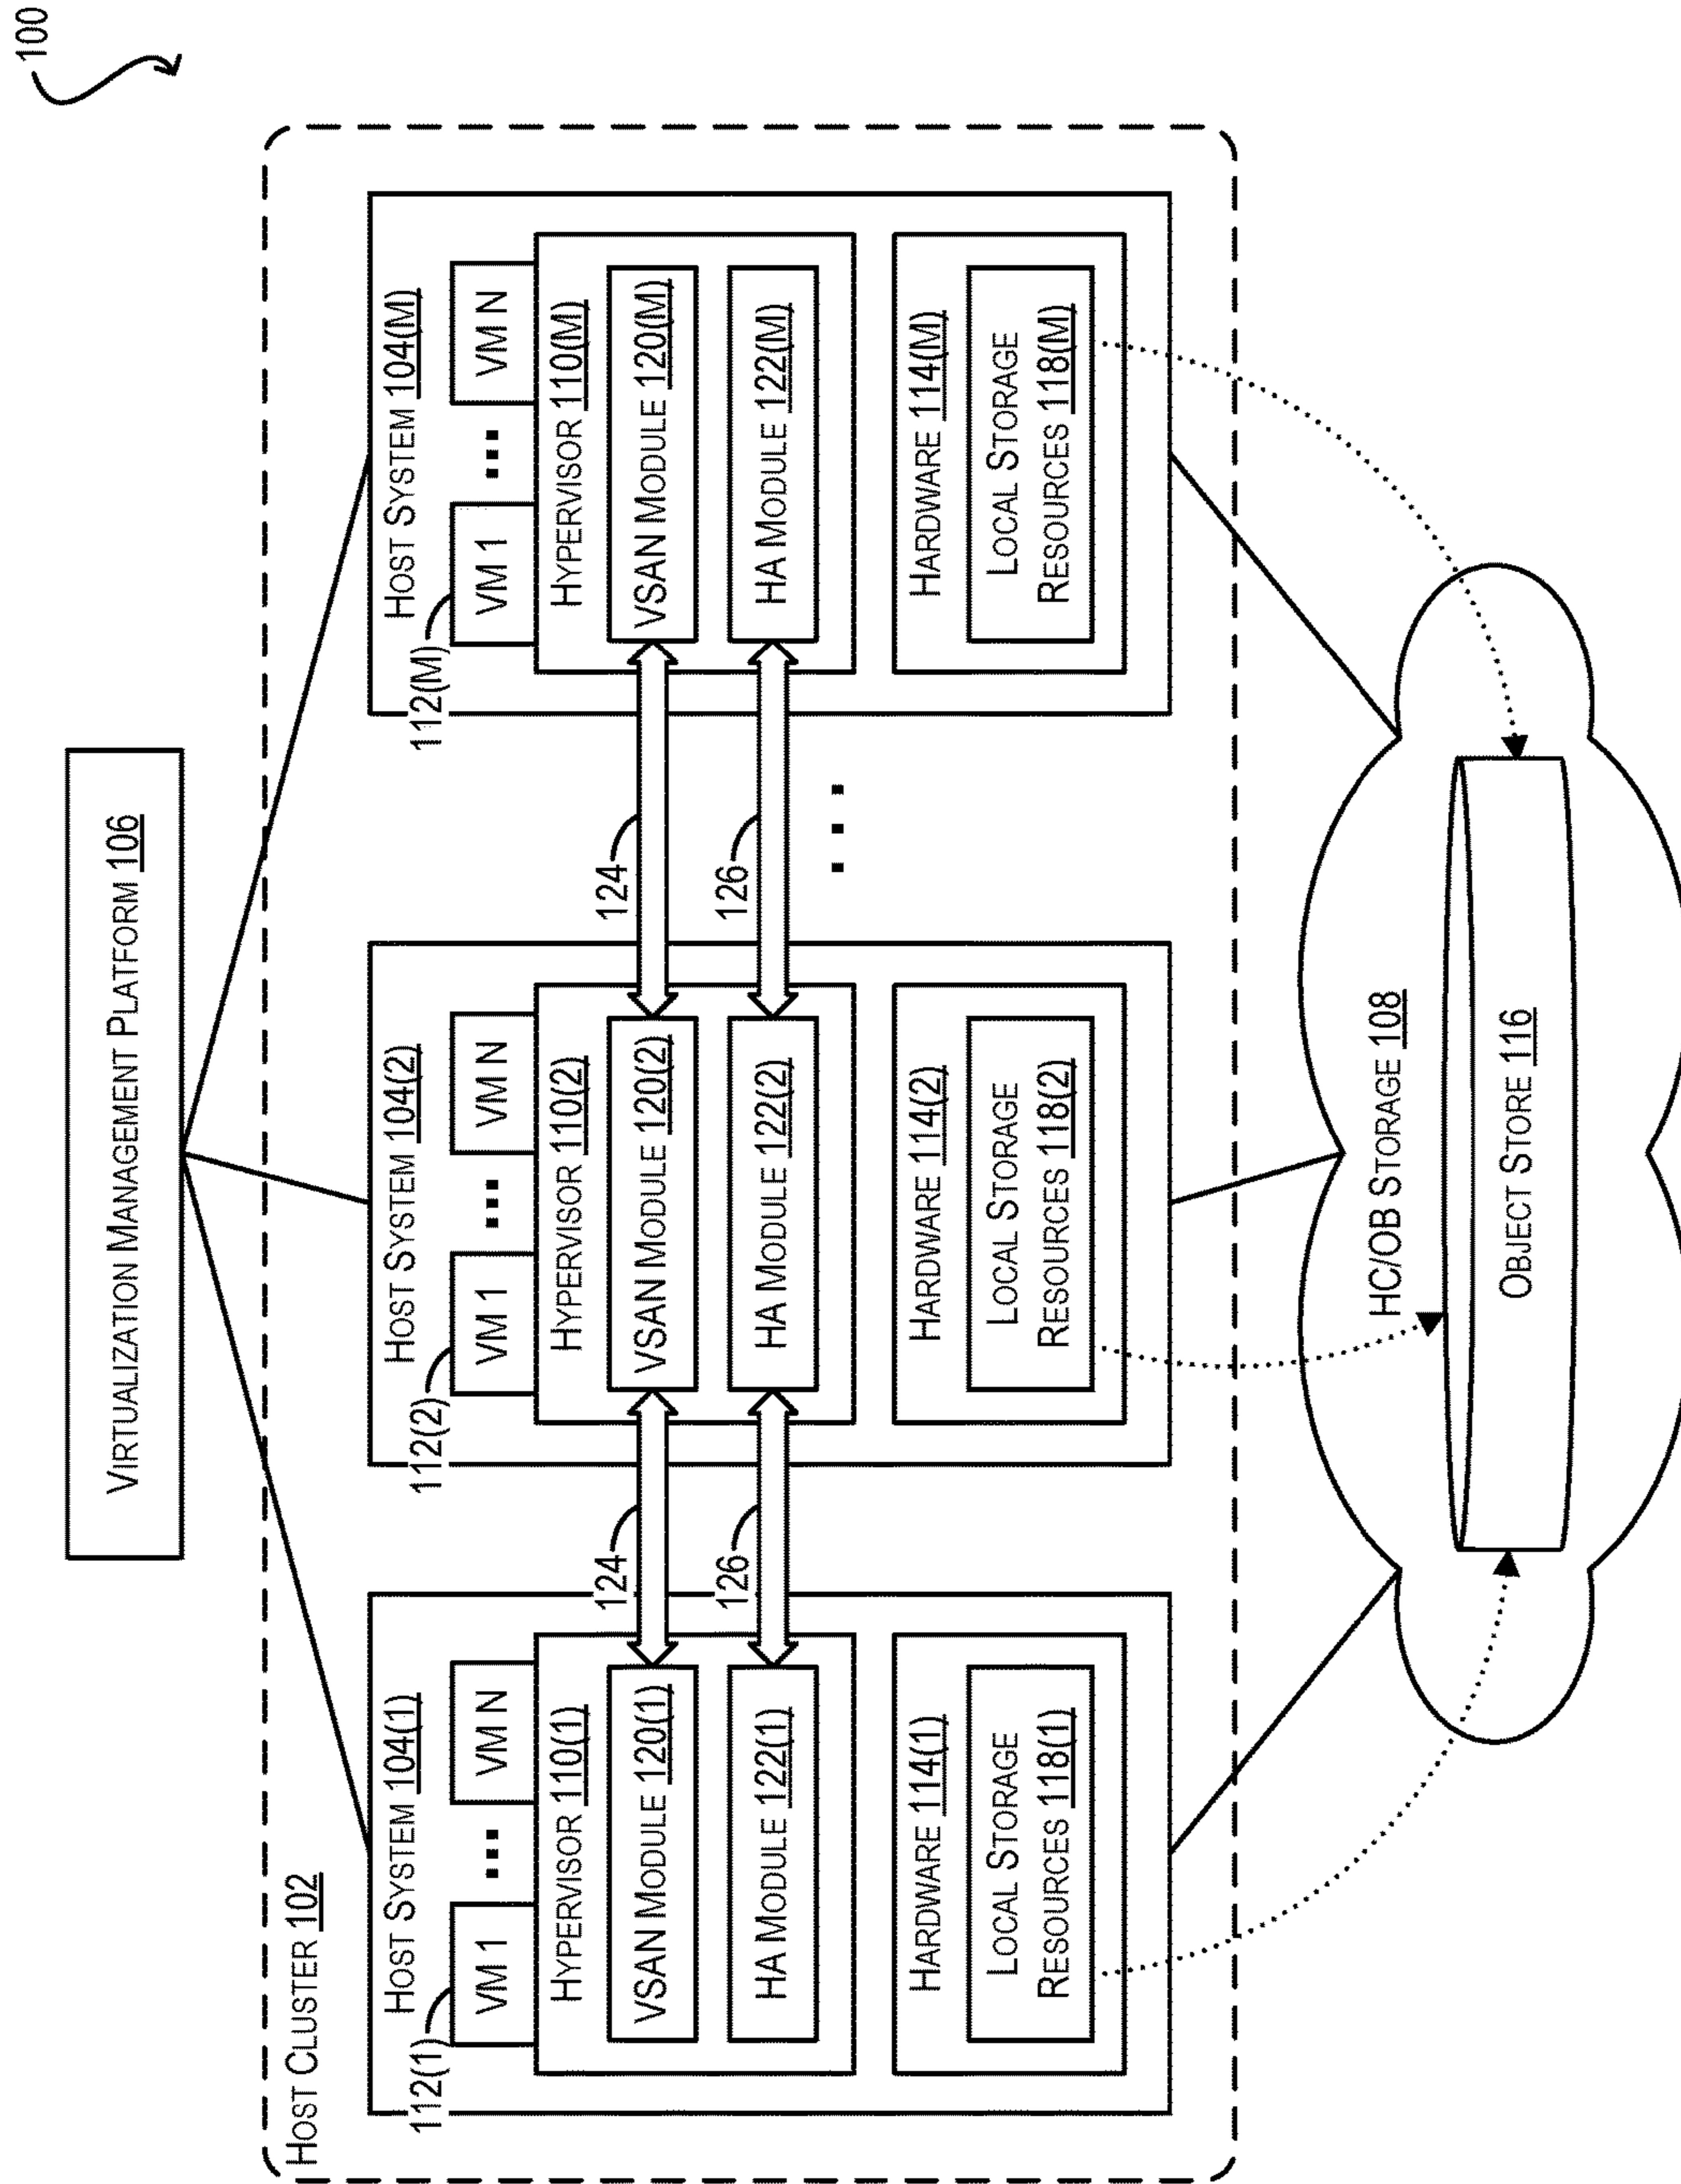 100
VIRTUALIZATION MANAGEMENT PLATFORM 106
HOST CLUSTER 102
HOST SYSTEM 104(1)
112(1)
VM 1
...
VM N
HYPERVISOR 110(1)
VSAN MODULE 120(1)
HA MODULE 122(1)
HARDWARE 114(1)
LOCAL STORAGE
RESOURCES 118(1)
124
126
HOST SYSTEM 104(2)
112(2)
VM 1
...
VM N
HYPERVISOR 110(2)
VSAN MODULE 120(2)
HA MODULE 122(2)
HARDWARE 114(2)
LOCAL STORAGE
RESOURCES 118(2)
124
126
...
HOST SYSTEM 104(M)
112(M)
VM 1
...
VM N
HYPERVISOR 110(M)
VSAN MODULE 120(M)
HA MODULE 122(M)
HARDWARE 114(M)
LOCAL STORAGE
RESOURCES 118(M)
HC/OB STORAGE 108
OBJECT STORE 116